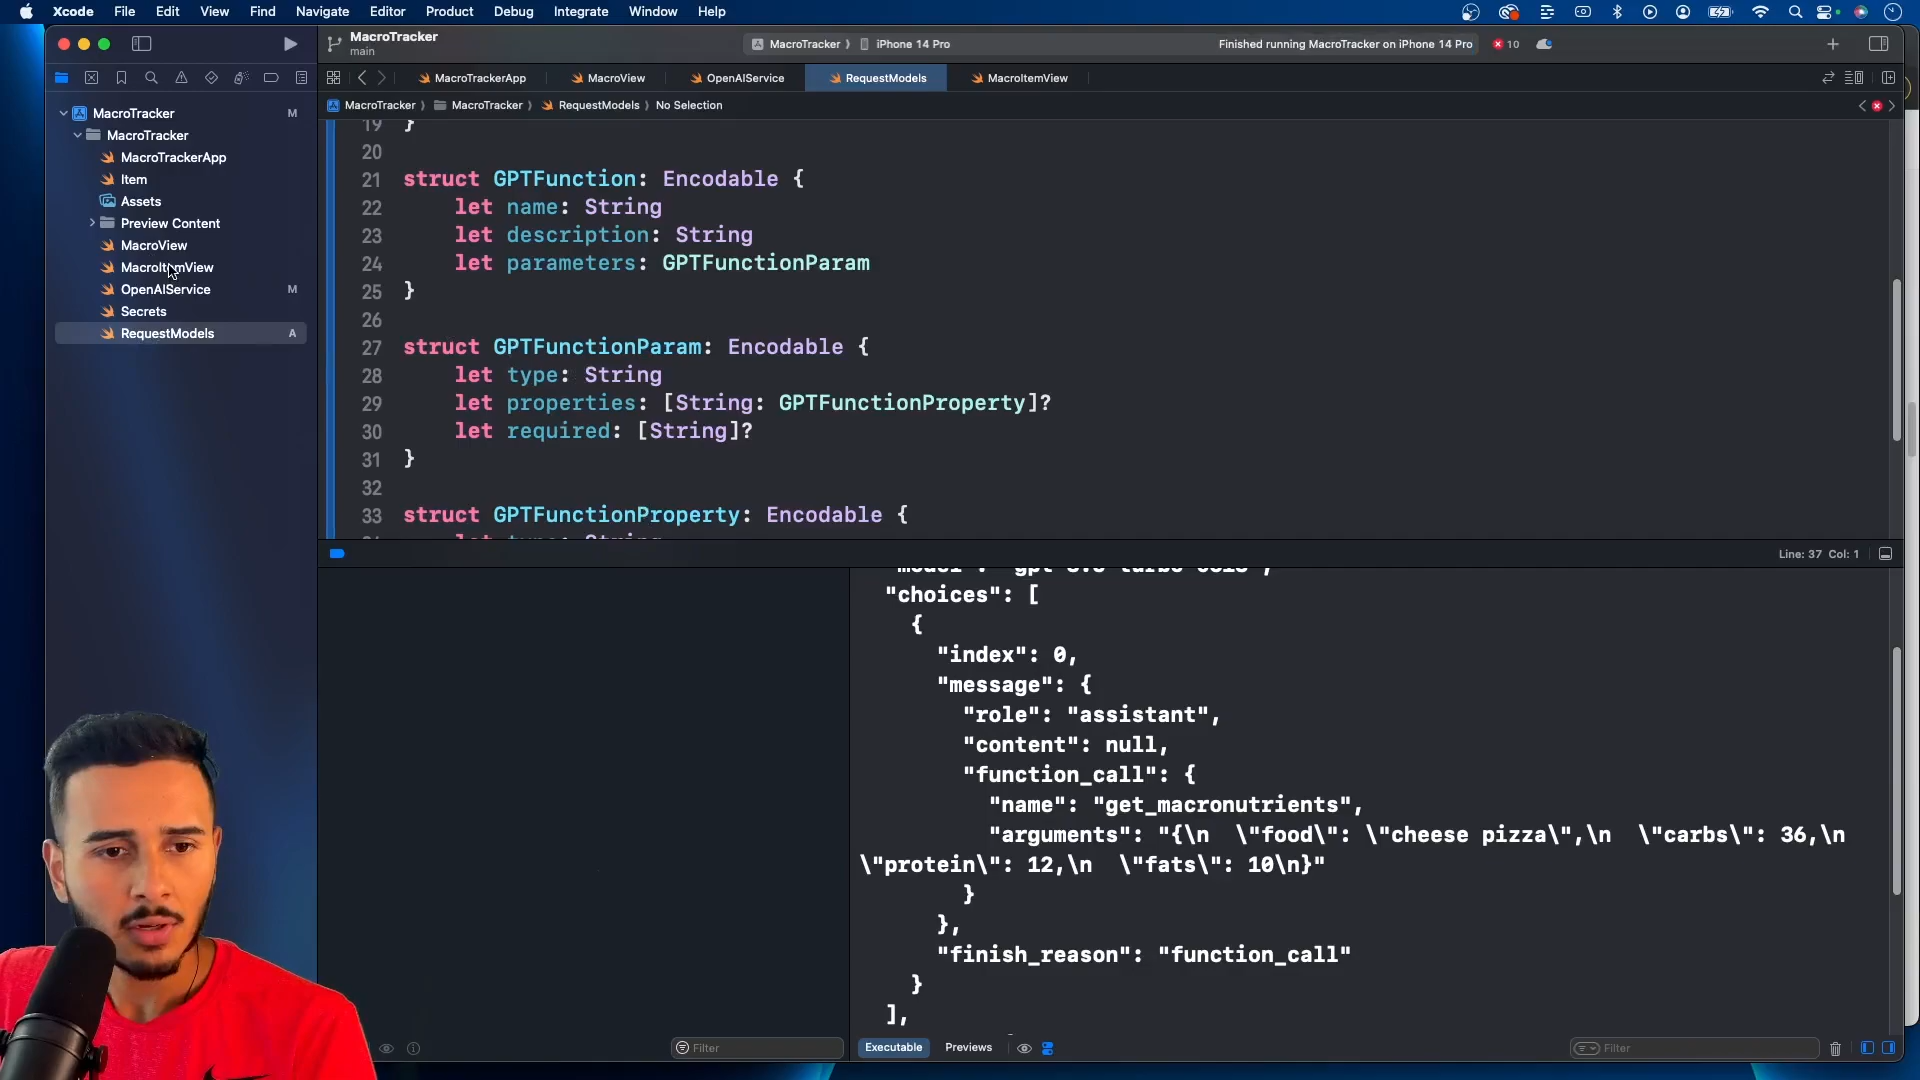 Xcode File Edit View Find Navigate Editor Product Debug Integrate Window Help
MacroTracker
main
MacroTracker ⟩ iPhone 14 Pro
Finished running MacroTracker on iPhone 14 Pro
10
MacroTrackerApp MacroView OpenAIService RequestModels MacroItemView
MacroTracker ⟩ MacroTracker ⟩ RequestModels ⟩ No Selection
MacroTracker M
MacroTracker
MacroTrackerApp
Item
Assets
Preview Content
MacroView
MacroItemView
OpenAIService M
Secrets
RequestModels A
19 }
20
21 struct GPTFunction: Encodable {
22 let name: String
23 let description: String
24 let parameters: GPTFunctionParam
25 }
26
27 struct GPTFunctionParam: Encodable {
28 let type: String
29 let properties: [String: GPTFunctionProperty]?
30 let required: [String]?
31 }
32
33 struct GPTFunctionProperty: Encodable {
Line: 37 Col: 1
"choices": [
{
"index": 0,
"message": {
"role": "assistant",
"content": null,
"function_call": {
"name": "get_macronutrients",
"arguments": "{\n \"food\": \"cheese pizza\",\n \"carbs\": 36,\n
\"protein\": 12,\n \"fats\": 10\n}"
}
},
"finish_reason": "function_call"
}
],
Filter
Executable Previews
Filter